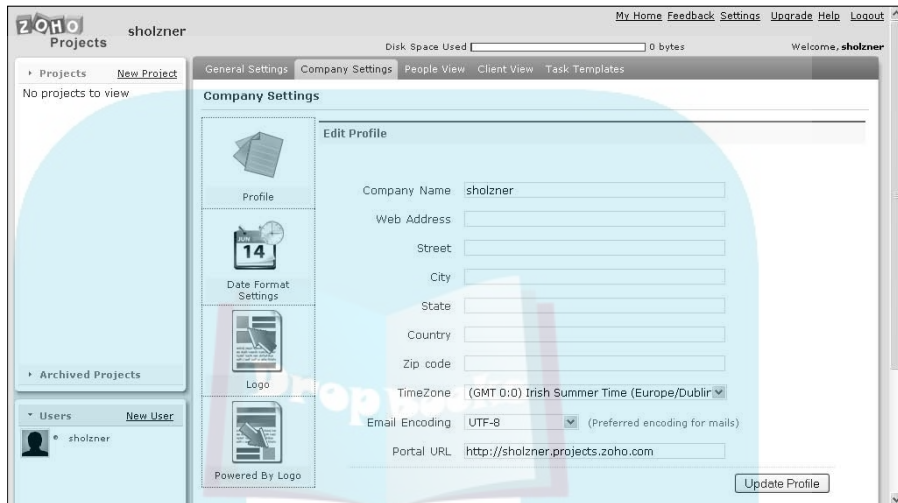 My Home Feedback Settings Upgrade Help Logout
ZOHO
Projects
sholzner
Disk Space Used 0 bytes
Welcome, sholzner
Projects New Project
No projects to view
Archived Projects
Users New User
sholzner
General Settings Company Settings People View Client View Task Templates
Company Settings
Profile
JUN
14
Date Format
Settings
Logo
Powered By Logo
Edit Profile
Company Name sholzner
Web Address
Street
City
State
Country
Zip code
TimeZone (GMT 0:0) Irish Summer Time (Europe/Dublin
Email Encoding UTF-8 (Preferred encoding for mails)
Portal URL http://sholzner.projects.zoho.com
Update Profile